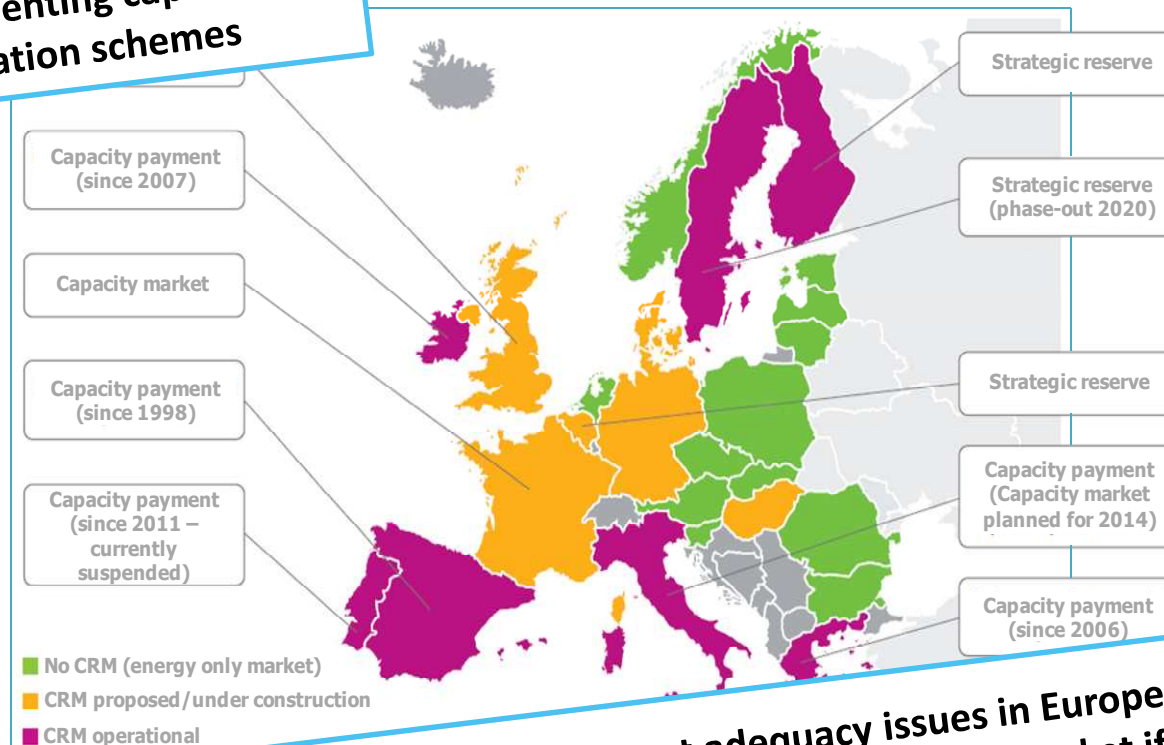 ation schemes
Capacity payment
(since 2007)
Capacity market
Capacity payment
(since 1998)
Capacity payment
(since 2011 –
currently
suspended)
Strategic reserve
Strategic reserve
(phase-out 2020)
Strategic reserve
Capacity payment
(Capacity market
planned for 2014)
Capacity payment
(since 2006)
No CRM (energy only market)
CRM proposed/under construction
CRM operational
adequacy issues in Europe